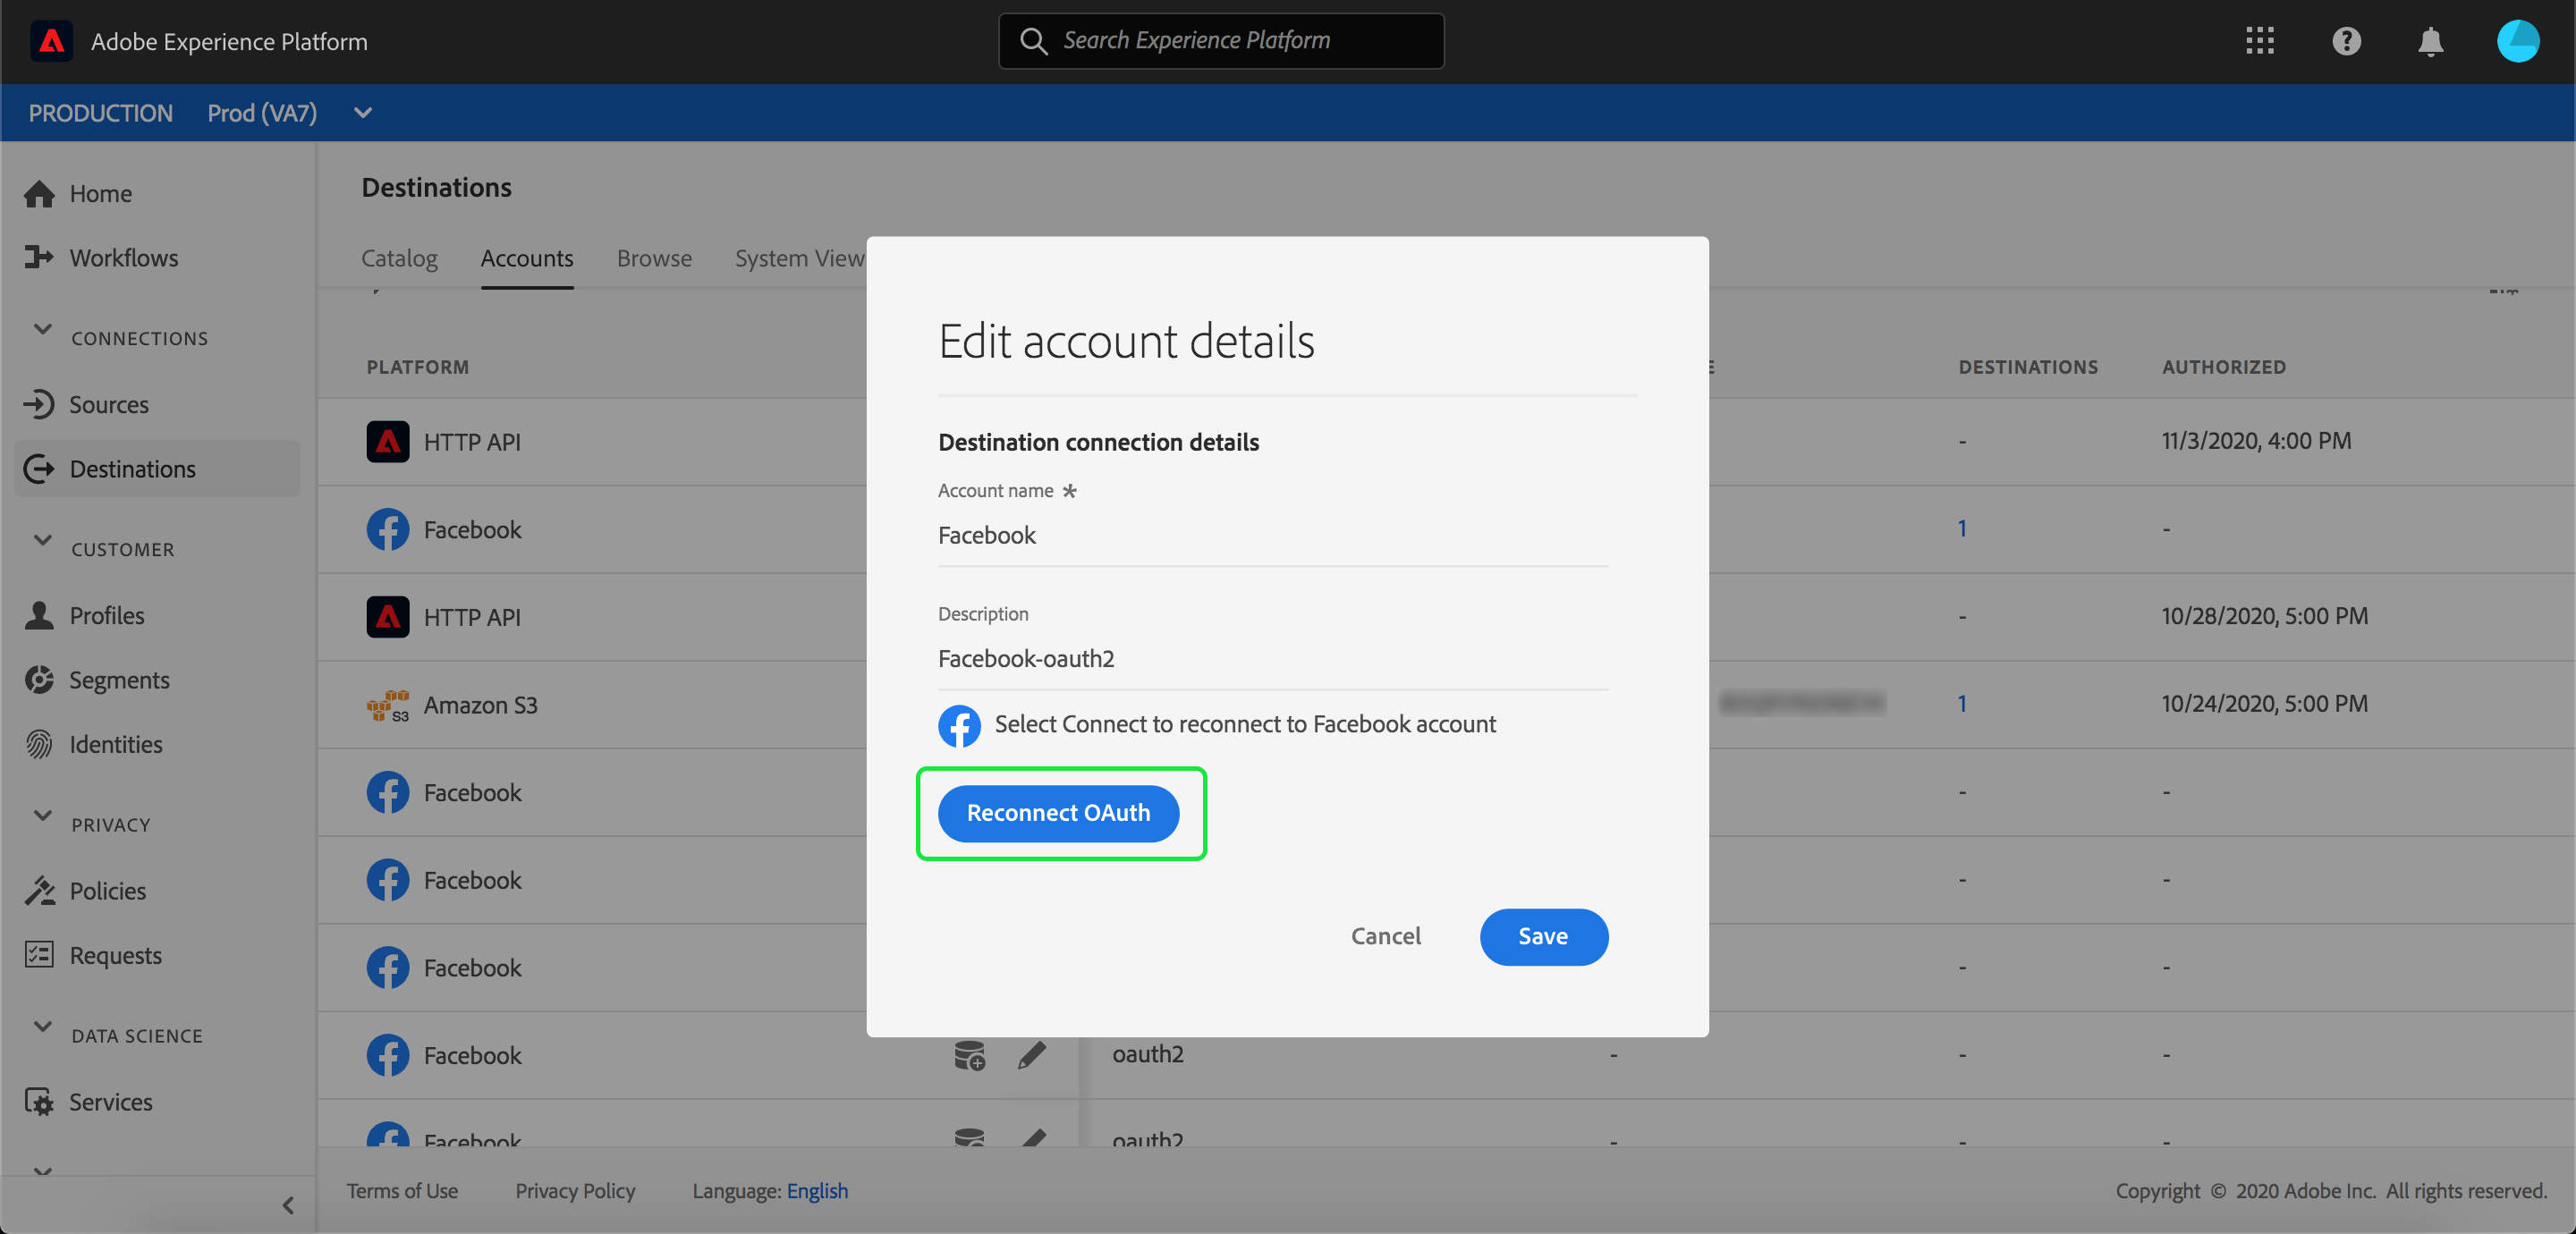 Adobe Experience Platform
Search Experience Platform
PRODUCTION Prod (VA7)
Home
Workflows
CONNECTIONS
Sources
Destinations
CUSTOMER
Profiles
Segments
Identities
PRIVACY
Policies
Requests
DATA SCIENCE
Services
Destinations
Catalog Accounts Browse System View
PLATFORM DESTINATIONS AUTHORIZED
HTTP API - 11/3/2020, 4:00 PM
Facebook 1 -
HTTP API - 10/28/2020, 5:00 PM
Amazon S3 1 10/24/2020, 5:00 PM
S3
Facebook - -
Facebook - -
Facebook - -
Facebook oauth2 - - -
Facebook oauth2 - - -
Edit account details
Destination connection details
Account name *
Facebook
Description
Facebook-oauth2
Select Connect to reconnect to Facebook account
Reconnect OAuth
Cancel Save
Terms of Use Privacy Policy Language: English
Copyright © 2020 Adobe Inc. All rights reserved.